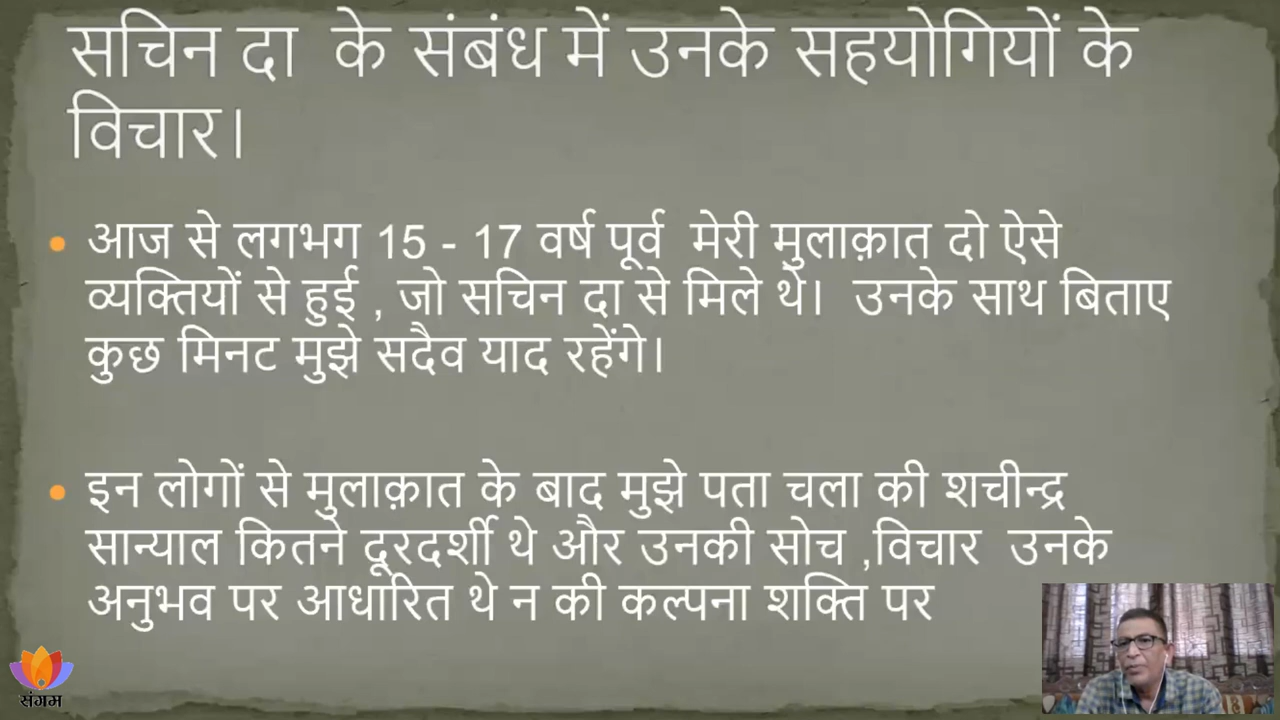 सचिन दा के संबंध में उनके सहयोगियों के
विचार।
आज से लगभग 15 - 17 वर्ष पूर्व मेरी मुलाक़ात दो ऐसे
व्यक्तियों से हुई , जो सचिन दा से मिले थे। उनके साथ बिताए
कुछ मिनट मुझे सदैव याद रहेंगे।
इन लोगों से मुलाक़ात के बाद मुझे पता चला की शचीन्द्र
सान्याल कितने दूरदर्शी थे और उनकी सोच ,विचार उनके
अनुभव पर आधारित थे न की कल्पना शक्ति पर
संगम